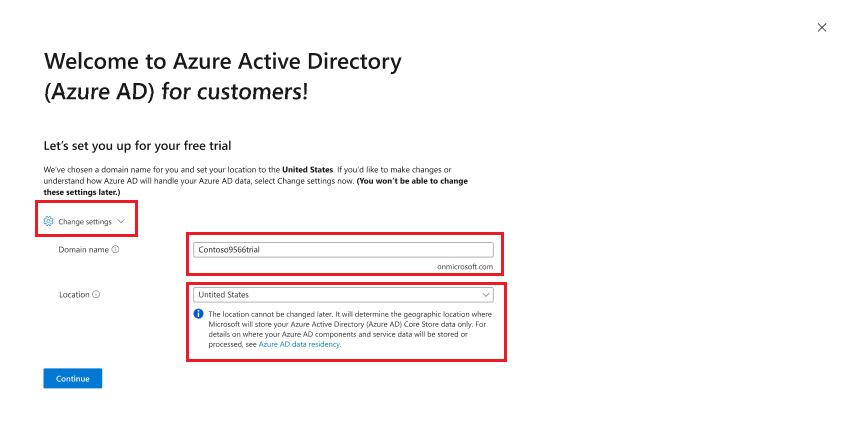 Welcome to Azure Active Directory
(Azure AD) for customers!
Let's set you up for your free trial
We've chosen a domain name for you and set your location to the United States. If you'd like to make changes or
understand how Azure AD will handle your Azure AD data, select Change settings now. (You won't be able to change
these settings later.)
Change settings
Domain name
Contoso9566trial
onmicrosoft.com
Location
United States
The location cannot be changed later. It will determine the geographic location where
Microsoft will store your Azure Active Directory (Azure AD) Core Store data only. For
details on where your Azure AD components and service data will be stored or
processed, see Azure AD data residency.
Continue